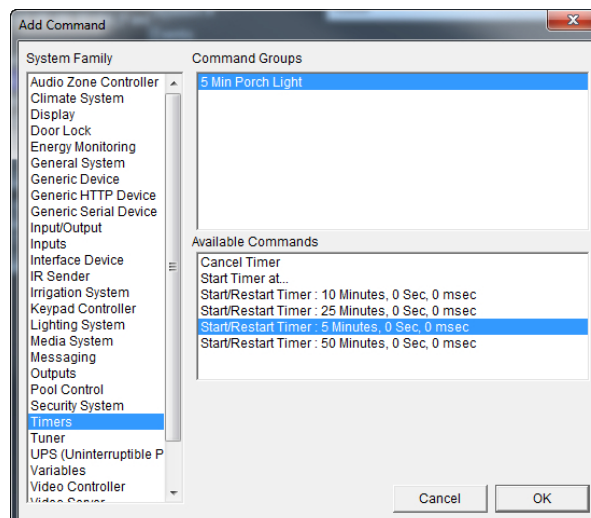 Add Command
System Family
Audio Zone Controller
Climate System
Display
Door Lock
Energy Monitoring
General System
Generic Device
Generic HTTP Device
Generic Serial Device
Input/Output
Inputs
Interface Device
IR Sender
Irrigation System
Keypad Controller
Lighting System
Media System
Messaging
Outputs
Pool Control
Security System
Timers
Tuner
UPS (Uninterruptible P
Variables
Video Controller
Video Server
Command Groups
5 Min Porch Light
Available Commands
Cancel Timer
Start Timer at...
Start/Restart Timer : 10 Minutes, 0 Sec, 0 msec
Start/Restart Timer : 25 Minutes, 0 Sec, 0 msec
Start/Restart Timer : 5 Minutes, 0 Sec, 0 msec
Start/Restart Timer : 50 Minutes, 0 Sec, 0 msec
Cancel
OK